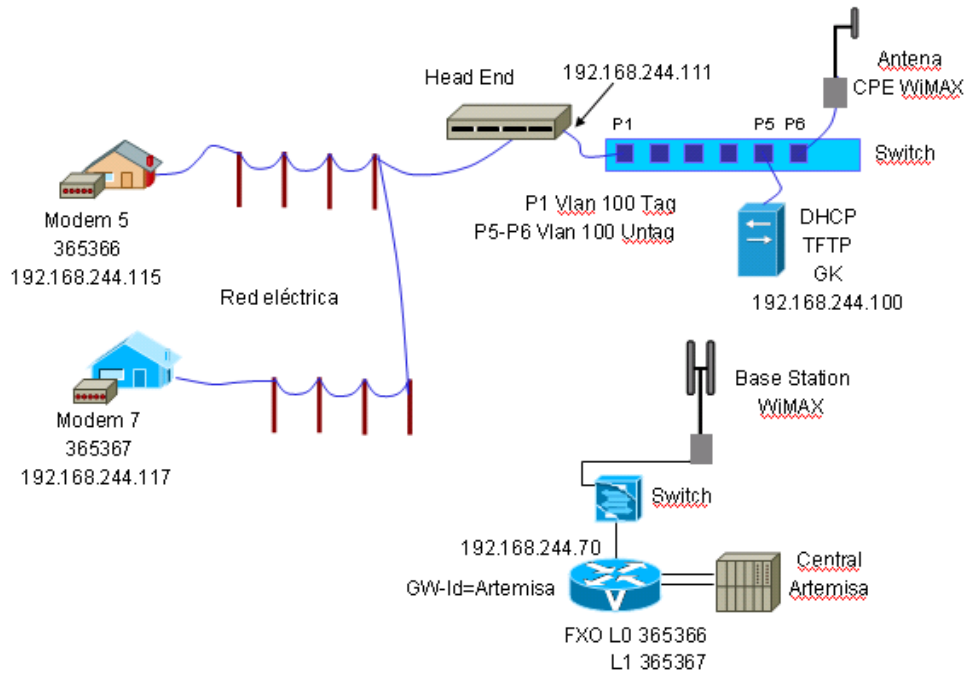 Head End
192.168.244.111
Antena
CPE WiMAX
P1
P5 P6
Switch
P1 Vlan 100 Tag
P5-P6 Vlan 100 Untag
DHCP
TFTP
GK
192.168.244.100
Modem 5
365366
192.168.244.115
Red eléctrica
Modem 7
365367
192.168.244.117
Base Station
WiMAX
Switch
192.168.244.70
GW-Id=Artemisa
V
Central
Artemisa
FXO L0 365366
L1 365367